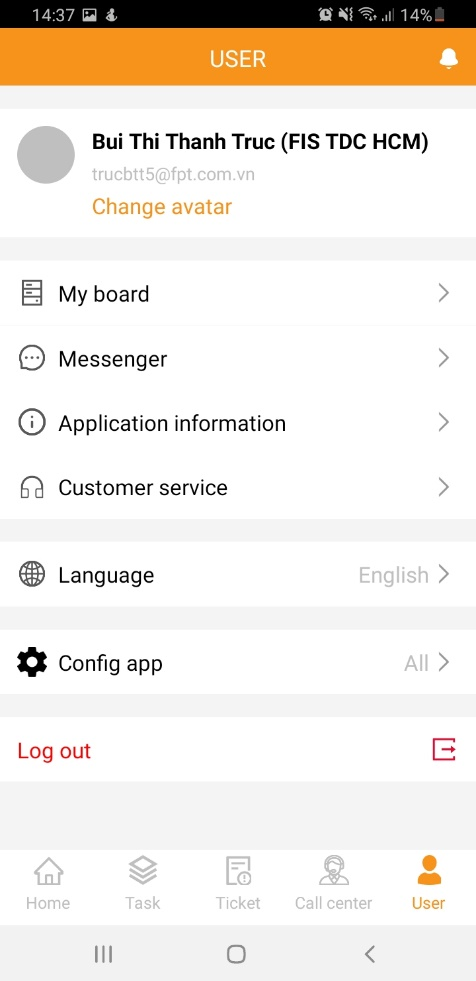 14:37
14%
USER
Bui Thi Thanh Truc (FIS TDC HCM)
trucbtt5@fpt.com.vn
Change avatar
My board
Messenger
Application information
Customer service
Language English
Config app All
Log out
Home Task Ticket Call center User